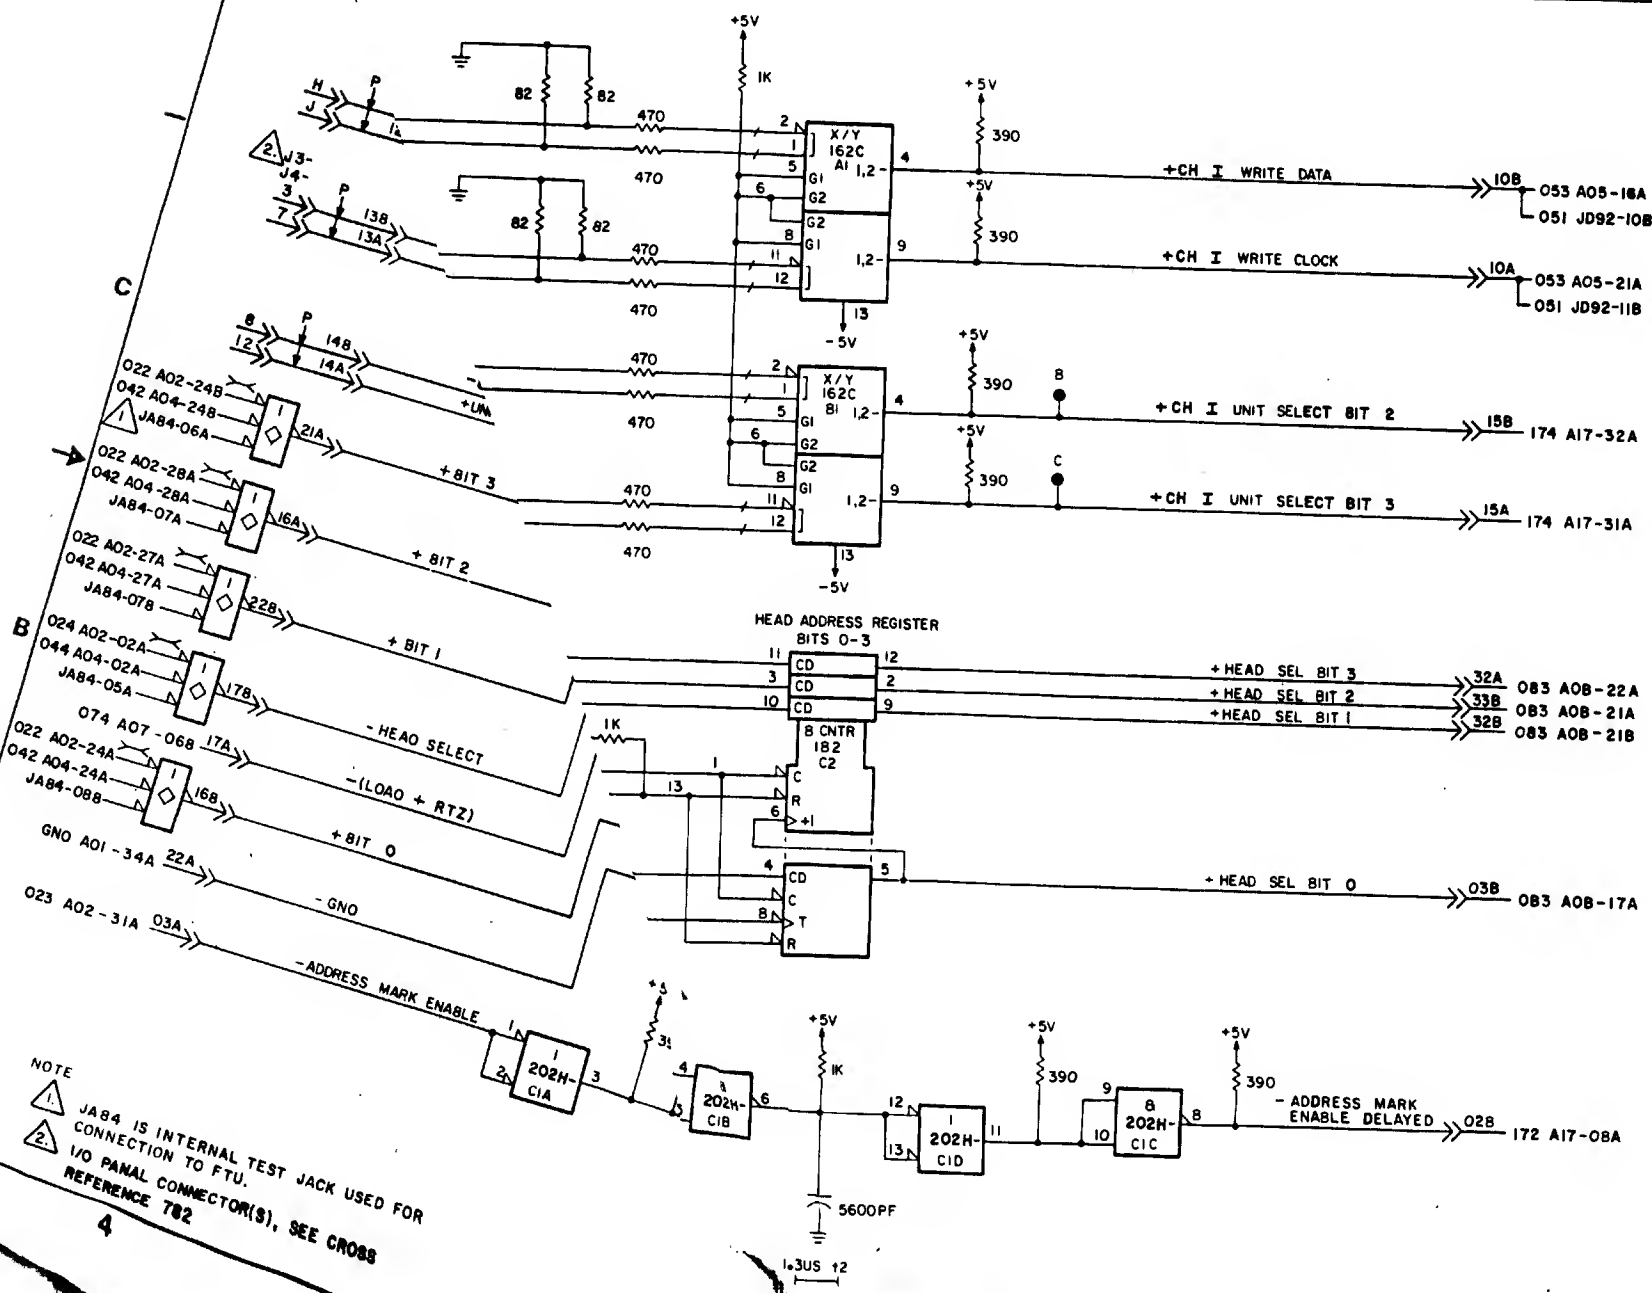 +5V
1K
82
82
470
470
H
J
P
2
1
5
6
X/Y
162C
A1
1,2-
]
G1
G2
4
+5V
390
+CH I WRITE DATA
10B
053 A05-16A
051 JD92-10B
2.
J3-
J4-
3
7
P
13B
13A
82
82
470
470
8
11
12
G2
G1
]
1,2-
9
13
-5V
+5V
390
+CH I WRITE CLOCK
10A
053 A05-21A
051 JD92-11B
C
8
12
P
14B
14A
470
470
2
1
5
6
X/Y
162C
B1
1,2-
]
G1
G2
4
+5V
390
B
+CH I UNIT SELECT BIT 2
15B
174 A17-32A
470
470
8
11
12
G2
G1
]
1,2-
9
13
-5V
+5V
390
C
+CH I UNIT SELECT BIT 3
15A
174 A17-31A
022 A02-24B
042 A04-24B
1
JA84-06A
1
21A
+BIT 3
022 A02-28A
042 A04-28A
JA84-07A
1
16A
+ BIT 2
022 A02-27A
042 A04-27A
JA84-07B
1
22B
+ BIT 1
B
024 A02-02A
044 A04-02A
JA84-05A
1
17B
-HEAD SELECT
074 A07-06B 17A
-(LOAD + RTZ)
022 A02-24A
042 A04-24A
JA84-08B
1
16B
+BIT 0
GND A01-34A 22A
-GND
023 A02-31A 03A
-ADDRESS MARK ENABLE
HEAD ADDRESS REGISTER
BITS 0-3
11 CD 12
3 CD 2
10 CD 9
+HEAD SEL BIT 3
32A
083 A08-22A
+HEAD SEL BIT 2
33B
083 A08-21A
+HEAD SEL BIT 1
32B
083 A08-21B
1K
8 CNTR
182
C2
1 C
13 R
6 +1
4 CD 5
C
8 T
R
+HEAD SEL BIT 0
03B
083 A08-17A
1
2
1
202H-
C1A
3
4
202H-
C1B
6
+5V
1K
5600PF
1.3US ±2
12
13
1
202H-
C1D
11
+5V
390
9
10
&
202H-
C1C
8
+5V
390
- ADDRESS MARK
ENABLE DELAYED
02B
172 A17-08A
NOTE
1. JA84 IS INTERNAL TEST JACK USED FOR
CONNECTION TO FTU.
2. I/O PANAL CONNECTOR(S), SEE CROSS
REFERENCE 782
4